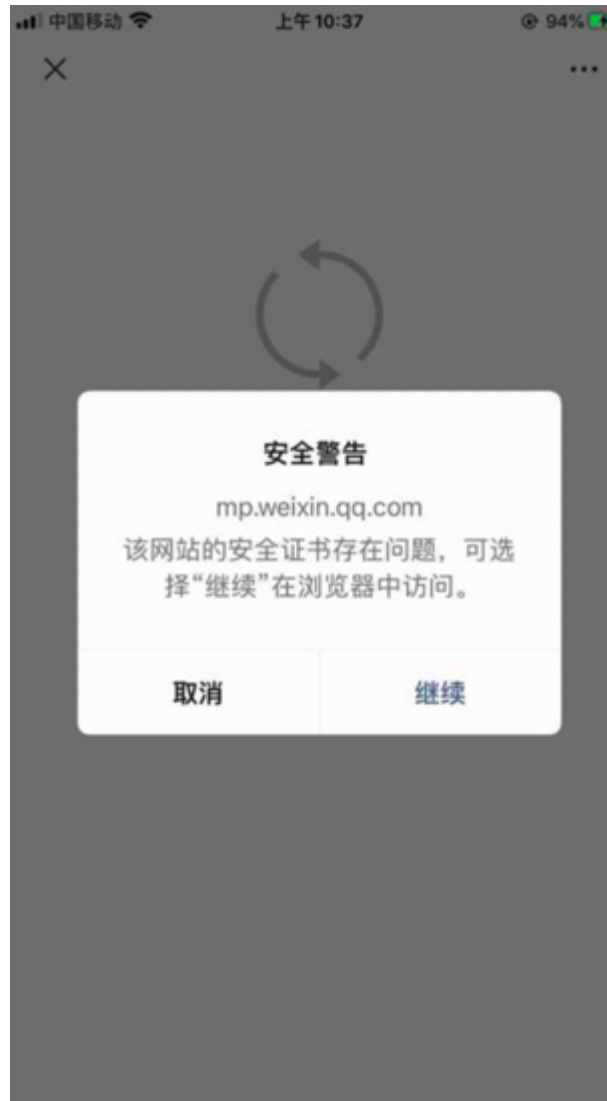 中国移动 上午10:37 94%
安全警告
mp.weixin.qq.com
该网站的安全证书存在问题，可选
择“继续”在浏览器中访问。
取消 继续